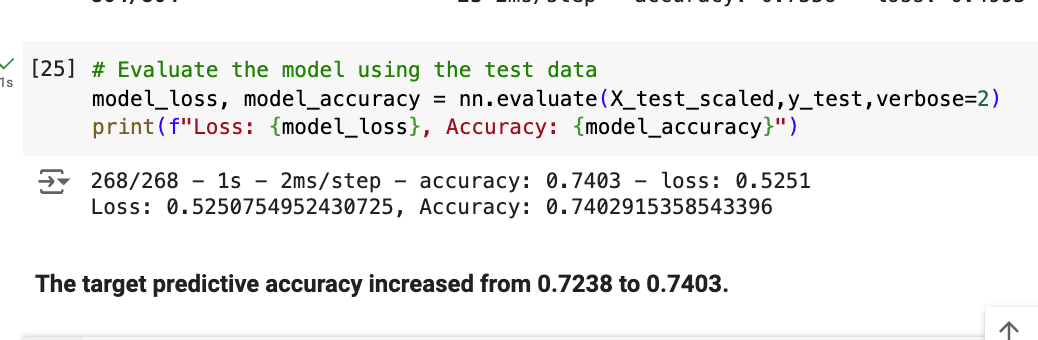 [25] # Evaluate the model using the test data
1s model_loss, model_accuracy = nn.evaluate(X_test_scaled,y_test,verbose=2)
print(f"Loss: {model_loss}, Accuracy: {model_accuracy}")
268/268 - 1s - 2ms/step - accuracy: 0.7403 - loss: 0.5251
Loss: 0.5250754952430725, Accuracy: 0.7402915358543396
The target predictive accuracy increased from 0.7238 to 0.7403.